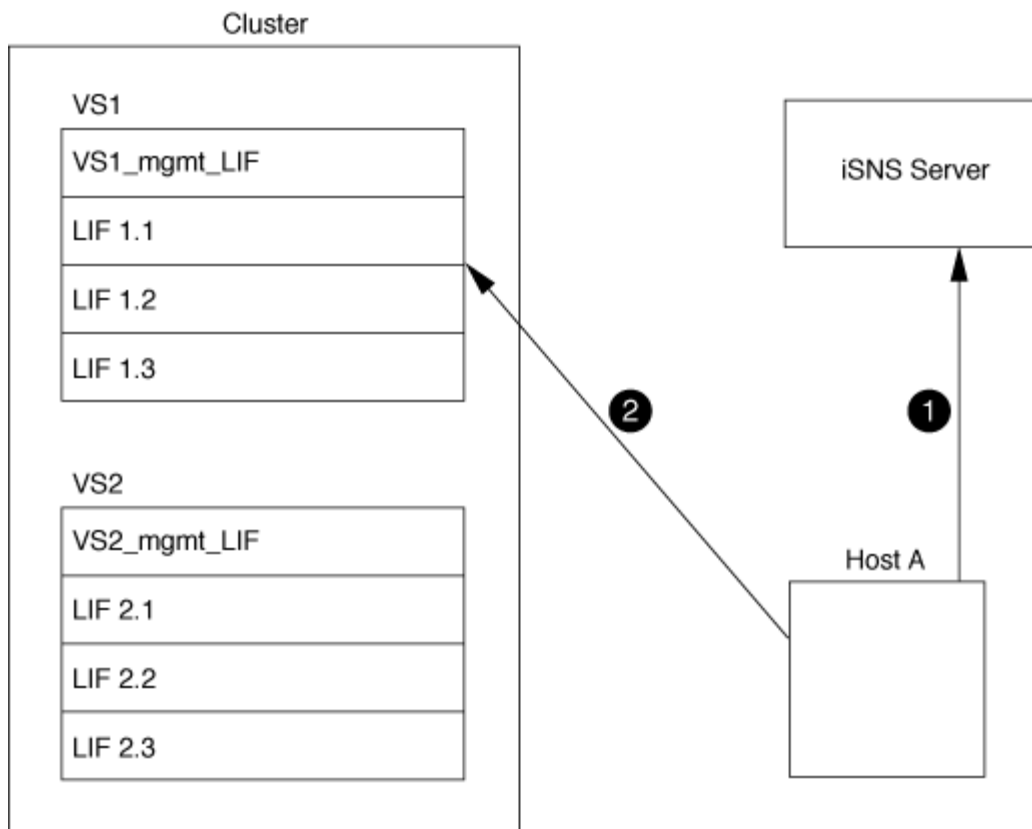 Cluster
VS1
VS1_mgmt_LIF
LIF 1.1
LIF 1.2
LIF 1.3
VS2
VS2_mgmt_LIF
LIF 2.1
LIF 2.2
LIF 2.3
iSNS Server
2
1
Host A